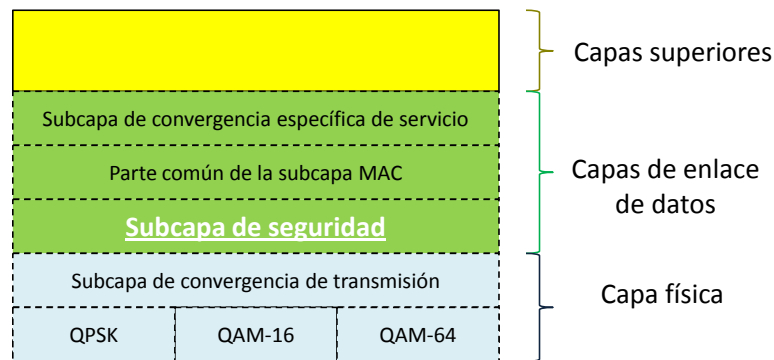 Capas superiores
Subcapa de convergencia específica de servicio
Parte común de la subcapa MAC
Subcapa de seguridad
Capas de enlace
de datos
Subcapa de convergencia de transmisión
QPSK
QAM-16
QAM-64
Capa física